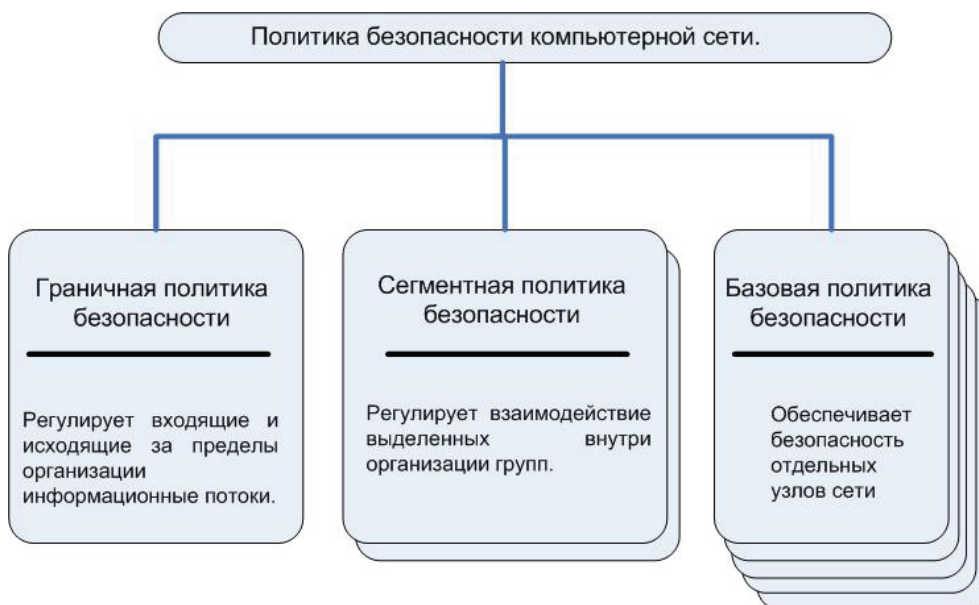 Политика безопасности компьютерной сети.
Граничная политика
безопасности
Регулирует входящие и
исходящие за пределы
организации
информационные потоки.
Сегментная политика
безопасности
Регулирует взаимодействие
выделенных внутри
организации групп.
Базовая политика
безопасности
Обеспечивает
безопасность
отдельных
узлов сети